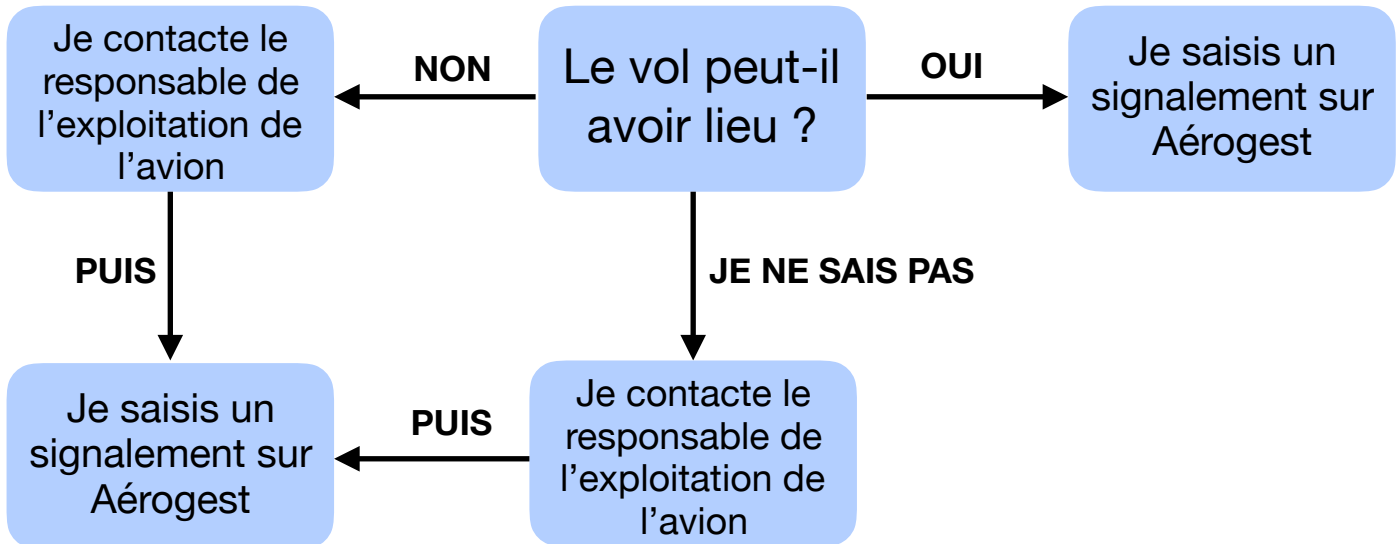 Je contacte le
responsable de
l'exploitation de
l'avion
NON
Le vol peut-il
avoir lieu ?
OUI
Je saisis un
signalement sur
Aérogest
PUIS
JE NE SAIS PAS
Je saisis un
signalement sur
Aérogest
PUIS
Je contacte le
responsable de
l'exploitation de
l'avion